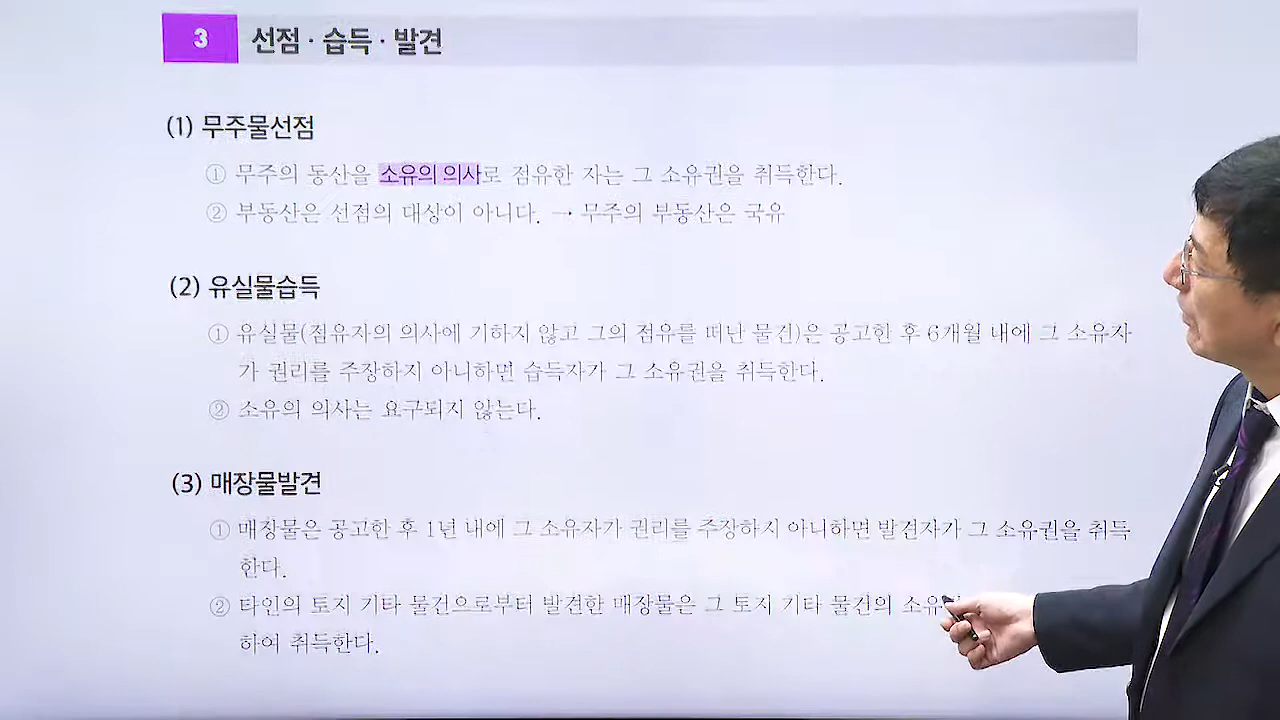 3 선점 · 습득 · 발견
(1) 무주물선점
① 무주의 동산을 소유의 의사로 점유한 자는 그 소유권을 취득한다.
② 부동산은 선점의 대상이 아니다. → 무주의 부동산은 국유
(2) 유실물습득
① 유실물(점유자의 의사에 기하지 않고 그의 점유를 떠난 물건)은 공고한 후 6개월 내에 그 소유자
가 권리를 주장하지 아니하면 습득자가 그 소유권을 취득한다.
② 소유의 의사는 요구되지 않는다.
(3) 매장물발견
① 매장물은 공고한 후 1년 내에 그 소유자가 권리를 주장하지 아니하면 발견자가 그 소유권을 취득
한다.
② 타인의 토지 기타 물건으로부터 발견한 매장물은 그 토지 기타 물건의 소유
하여 취득한다.